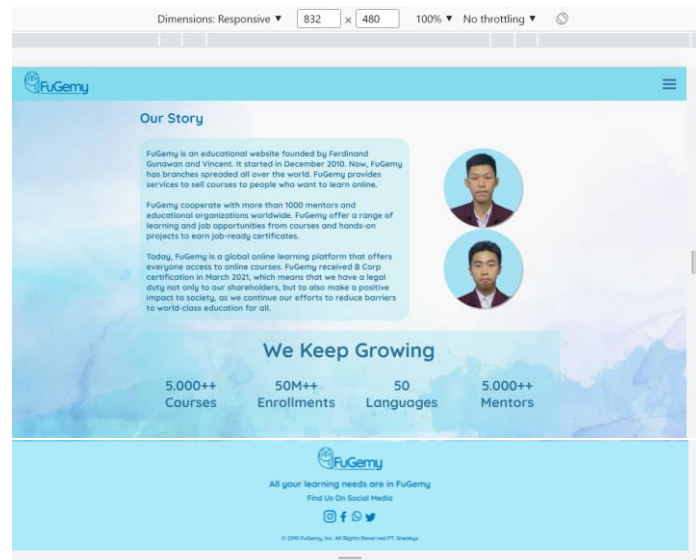 Dimensions: Responsive ▼ 832 × 480 100% ▼ No throttling ▼
FuGemy
Our Story
FuGemy is an educational website founded by Ferdinand
Gunawan and Vincent. It started in December 2010. Now, FuGemy
has branches spreaded all over the world. FuGemy provides
services to sell courses to people who want to learn online.
FuGemy cooperate with more than 1000 mentors and
educational organizations worldwide. FuGemy offer a range of
learning and job opportunities from courses and hands-on
projects to earn job-ready certificates.
Today, FuGemy is a global online learning platform that offers
everyone access to online courses. FuGemy received B Corp
certification in March 2021, which means that we have a legal
duty not only to our shareholders, but to also make a positive
impact to society, as we continue our efforts to reduce barriers
to world-class education for all.
We Keep Growing
5.000++ 50M++ 50 5.000++
Courses Enrollments Languages Mentors
FuGemy
All your learning needs are in FuGemy
Find Us On Social Media
© 2010 FuGemy, Inc. All Rights Reserved PT. Sneakys